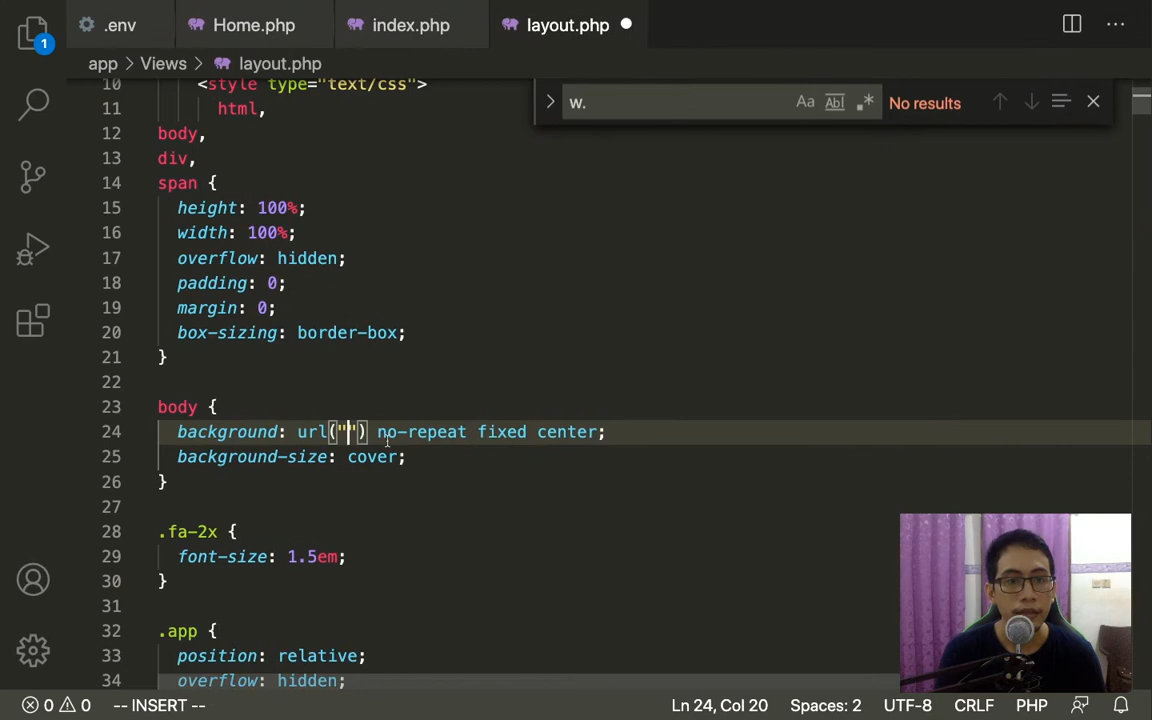 .env
Home.php
index.php
layout.php
app > Views > layout.php
1
w.
Aa
Abl
.*
No results
10 <style type="text/css">
11 html,
12 body,
13 div,
14 span {
15 height: 100%;
16 width: 100%;
17 overflow: hidden;
18 padding: 0;
19 margin: 0;
20 box-sizing: border-box;
21 }
22
23 body {
24 background: url("") no-repeat fixed center;
25 background-size: cover;
26 }
27
28 .fa-2x {
29 font-size: 1.5em;
30 }
31
32 .app {
33 position: relative;
34 overflow: hidden;
0 0 -- INSERT -- Ln 24, Col 20 Spaces: 2 UTF-8 CRLF PHP